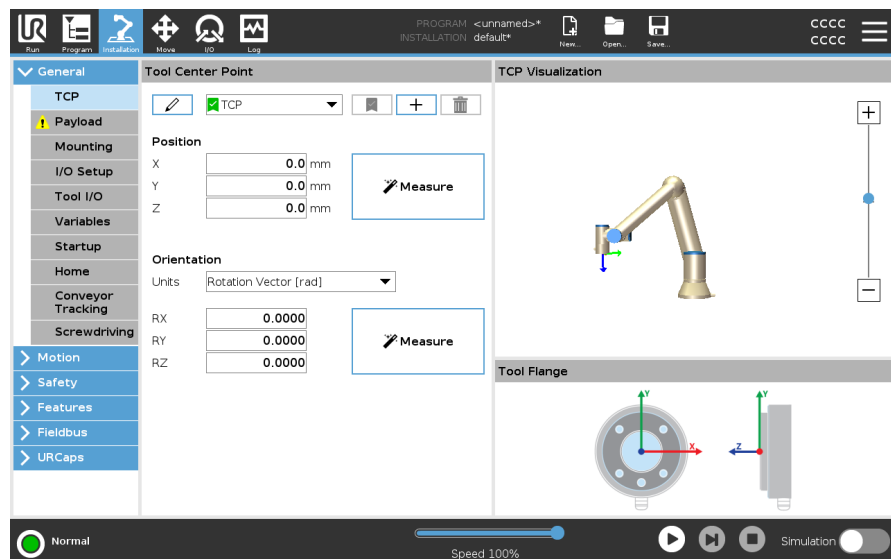 PROGRAM <unnamed>*
INSTALLATION default*
CCCC
CCCC
Run
Program
Installation
Move
I/O
Log
New...
Open...
Save...
General
TCP
Payload
Mounting
I/O Setup
Tool I/O
Variables
Startup
Home
Conveyor
Tracking
Screwdriving
Motion
Safety
Features
Fieldbus
URCaps
Tool Center Point
TCP
Position
X 0.0 mm
Y 0.0 mm
Z 0.0 mm
Measure
Orientation
Units Rotation Vector [rad]
RX 0.0000
RY 0.0000
RZ 0.0000
Measure
TCP Visualization
Tool Flange
Y
X
Y
Z
Normal
Speed 100%
Simulation